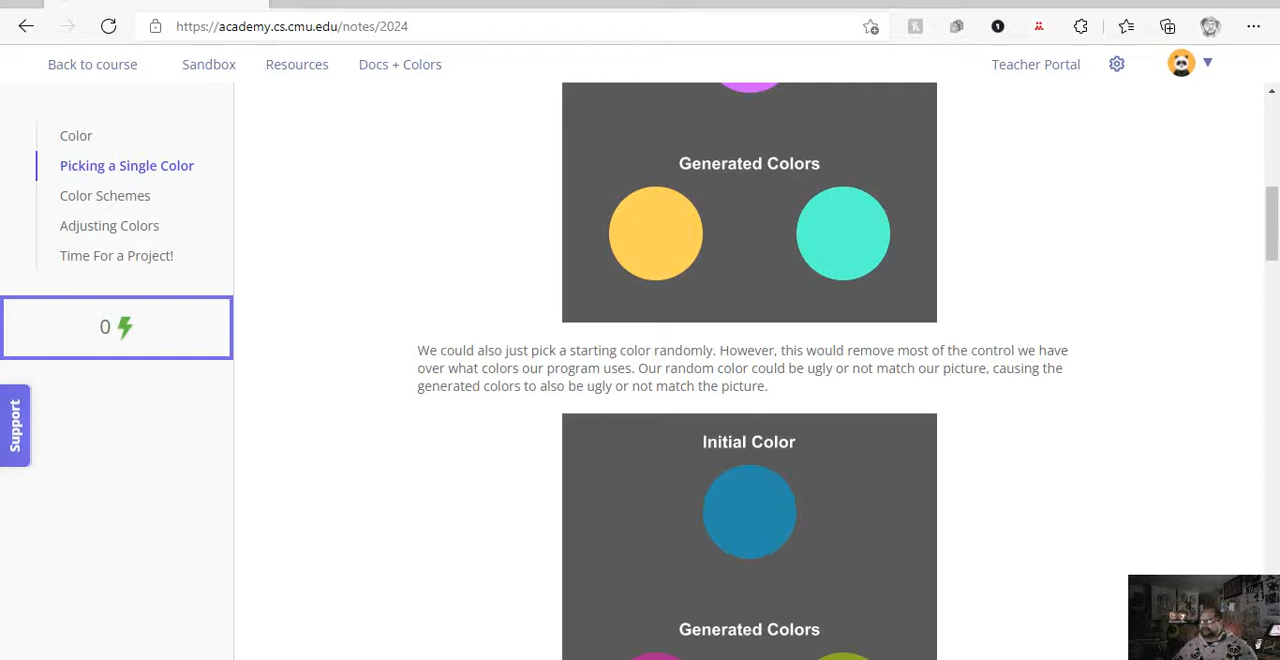 https://academy.cs.cmu.edu/notes/2024
Back to course Sandbox Resources Docs + Colors Teacher Portal
Color
Picking a Single Color
Color Schemes
Adjusting Colors
Time For a Project!
0
Support
Generated Colors
We could also just pick a starting color randomly. However, this would remove most of the control we have
over what colors our program uses. Our random color could be ugly or not match our picture, causing the
generated colors to also be ugly or not match the picture.
Initial Color
Generated Colors